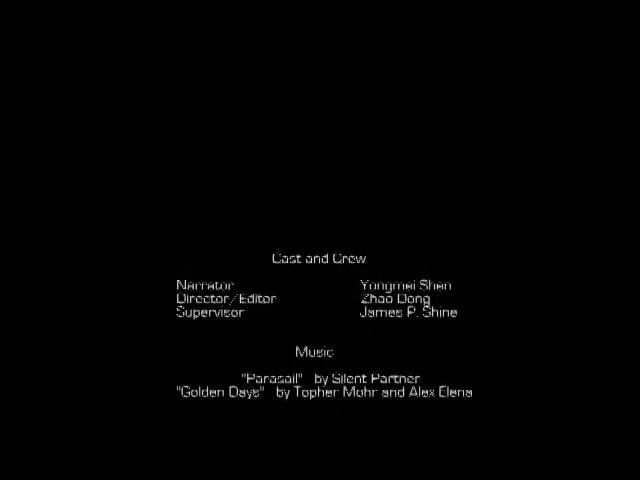 Cast and Crew
Narrator Yongmei Shen
Director/Editor Zhao Dong
Supervisor James P. Shine
Music
"Parasail" by Silent Partner
"Golden Days" by Topher Mohr and Alex Elena